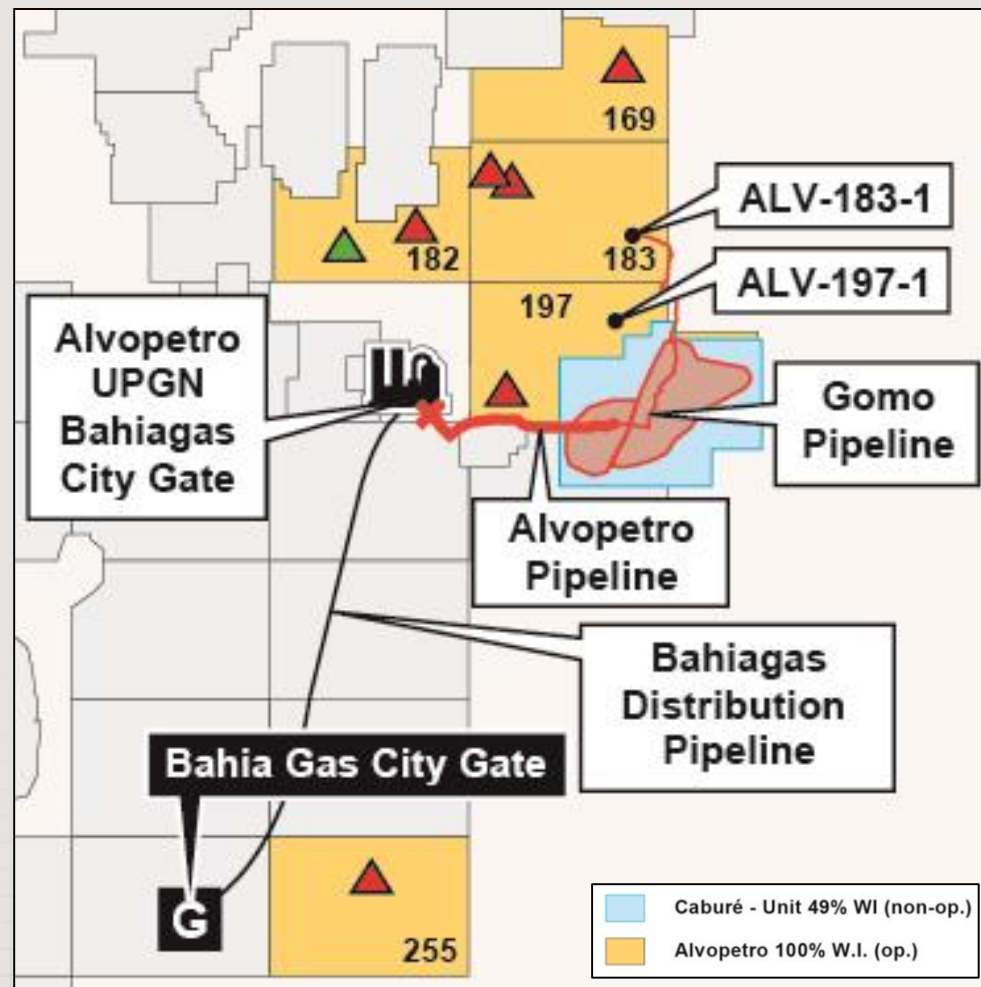 169
ALV-183-1
182
183
ALV-197-1
197
Alvopetro
UPGN
Bahiagas
City Gate
Gomo
Pipeline
Alvopetro
Pipeline
Bahiagas
Distribution
Pipeline
Bahia Gas City Gate
G
255
Caburé - Unit 49% WI (non-op.)
Alvopetro 100% W.I. (op.)